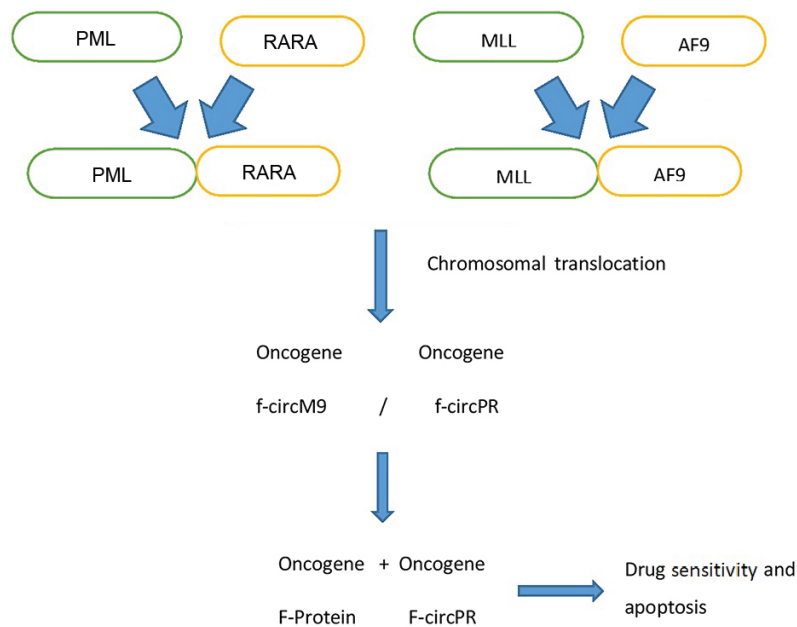 PML
RARA
MLL
AF9
PML
RARA
MLL
AF9
Chromosomal translocation
Oncogene Oncogene
f-circM9 / f-circPR
Oncogene + Oncogene
F-Protein F-circPR
Drug sensitivity and
apoptosis